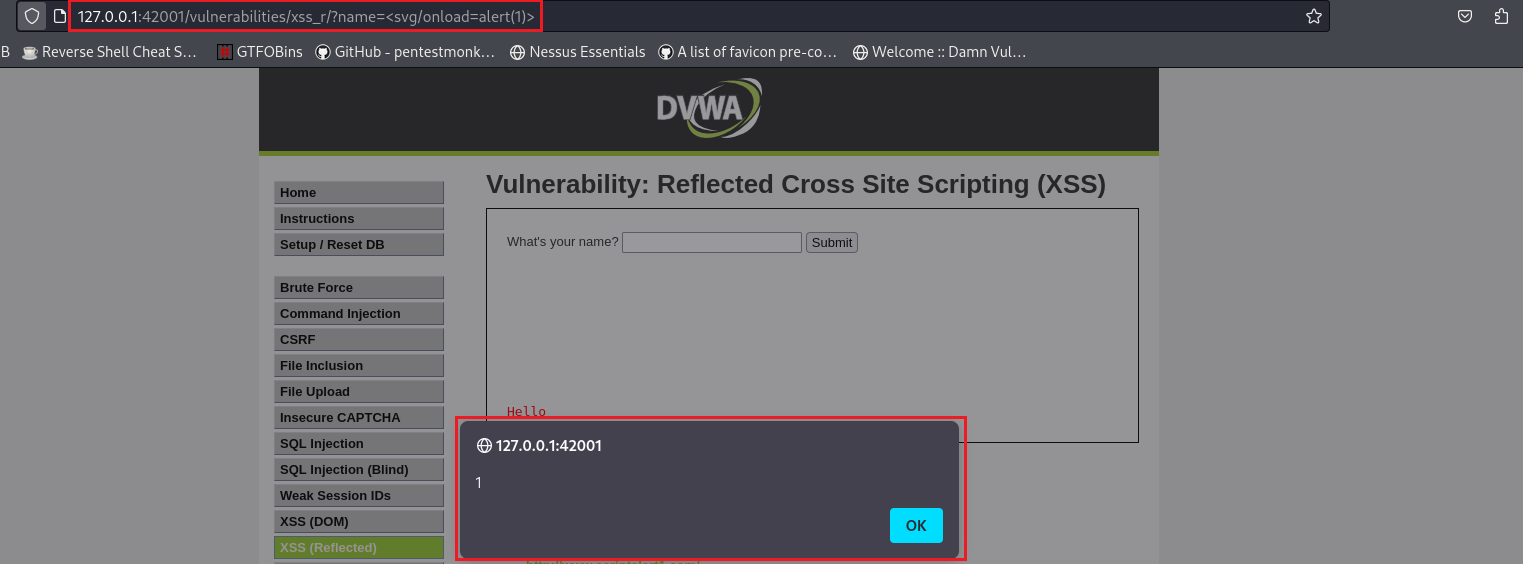 127.0.0.1:42001/vulnerabilities/xss_r/?name=<svg/onload=alert(1)>
B Reverse Shell Cheat S… GTFOBins GitHub - pentestmonk… Nessus Essentials A list of favicon pre-co… Welcome :: Damn Vul…
DVWA
Vulnerability: Reflected Cross Site Scripting (XSS)
Home
Instructions
Setup / Reset DB
Brute Force
Command Injection
CSRF
File Inclusion
File Upload
Insecure CAPTCHA
SQL Injection
SQL Injection (Blind)
Weak Session IDs
XSS (DOM)
XSS (Reflected)
What's your name? Submit
Hello
127.0.0.1:42001
1
OK